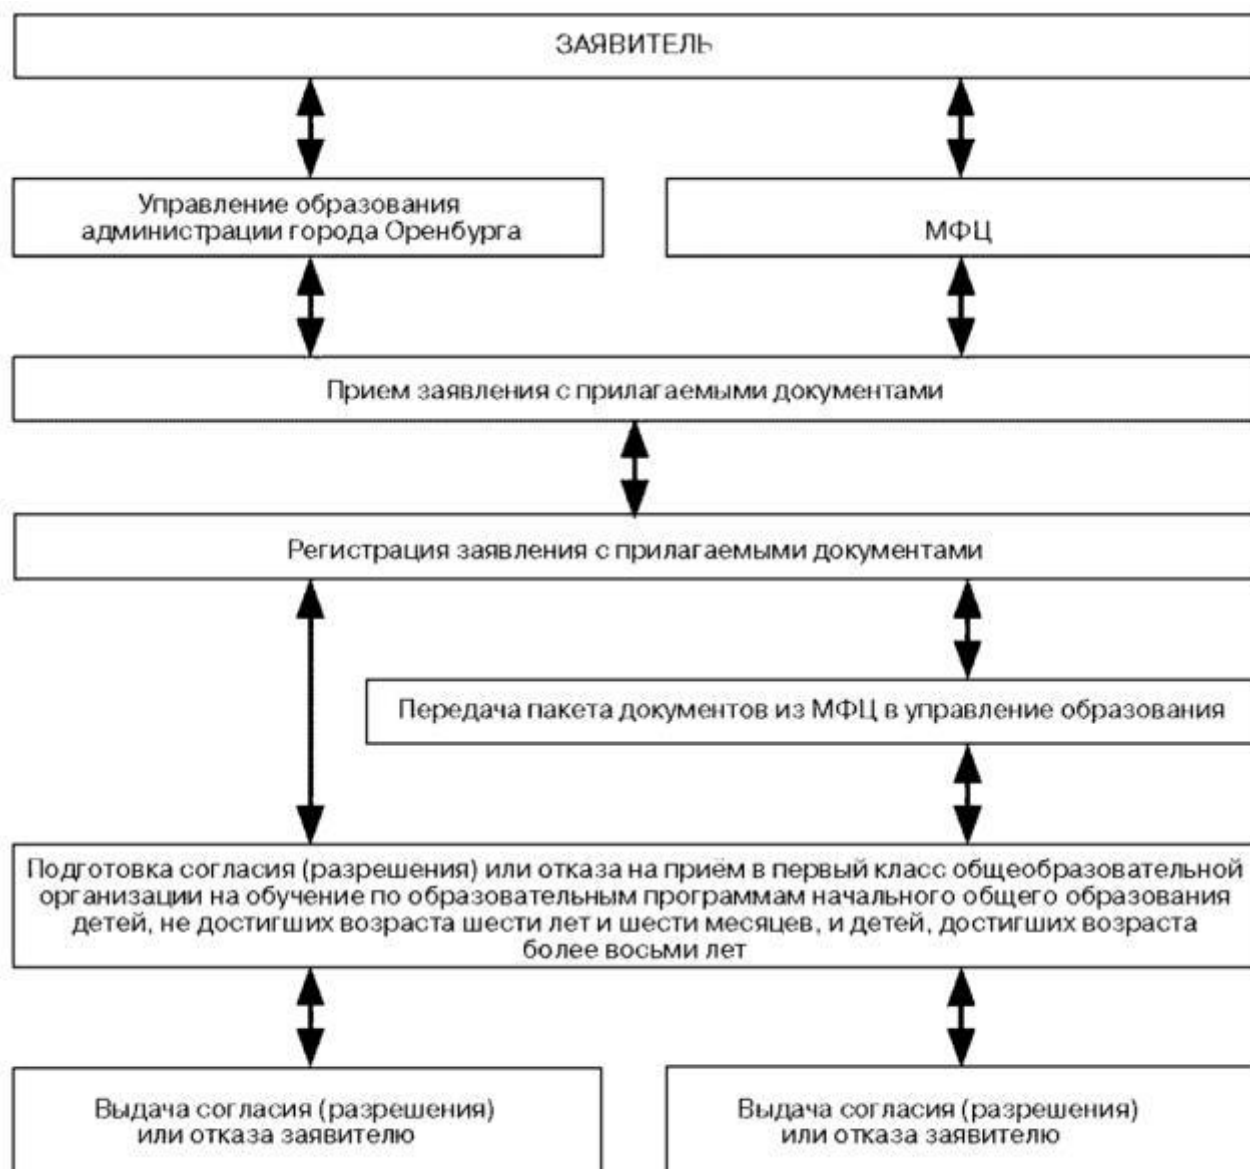 ЗАЯВИТЕЛЬ
Управление образования
администрации города Оренбурга
МФЦ
Прием заявления с прилагаемыми документами
Регистрация заявления с прилагаемыми документами
Передача пакета документов из МФЦ в управление образования
Подготовка согласия (разрешения) или отказа на приём в первый класс общеобразовательной
организации на обучение по образовательным программам начального общего образования
детей, не достигших возраста шести лет и шести месяцев, и детей, достигших возраста
более восьми лет
Выдача согласия (разрешения)
или отказа заявителю
Выдача согласия (разрешения)
или отказа заявителю